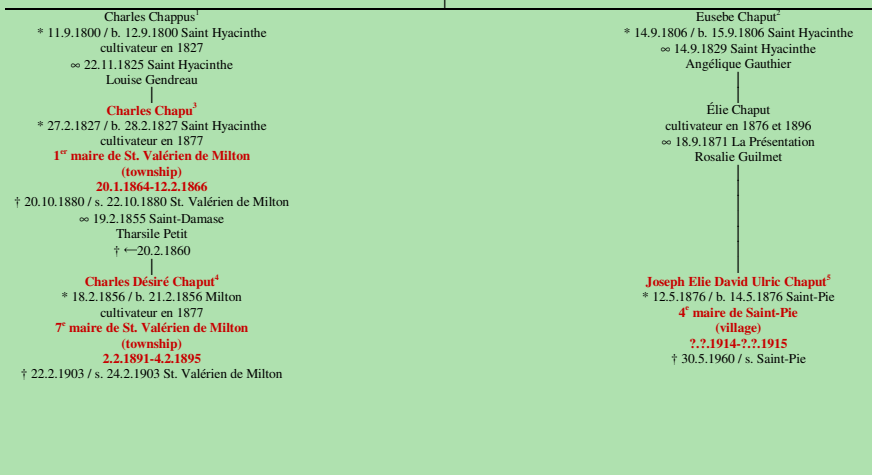 Charles Chappus1
* 11.9.1800 / b. 12.9.1800 Saint Hyacinthe
cultivateur en 1827
∞ 22.11.1825 Saint Hyacinthe
Louise Gendreau
Charles Chapu3
* 27.2.1827 / b. 28.2.1827 Saint Hyacinthe
cultivateur en 1877
1er maire de St. Valérien de Milton
(township)
20.1.1864-12.2.1866
† 20.10.1880 / s. 22.10.1880 St. Valérien de Milton
∞ 19.2.1855 Saint-Damase
Tharsile Petit
† ←20.2.1860
Charles Désiré Chaput4
* 18.2.1856 / b. 21.2.1856 Milton
cultivateur en 1877
7e maire de St. Valérien de Milton
(township)
2.2.1891-4.2.1895
† 22.2.1903 / s. 24.2.1903 St. Valérien de Milton
Eusebe Chaput2
* 14.9.1806 / b. 15.9.1806 Saint Hyacinthe
∞ 14.9.1829 Saint Hyacinthe
Angélique Gauthier
Élie Chaput
cultivateur en 1876 et 1896
∞ 18.9.1871 La Présentation
Rosalie Guilmet
Joseph Elie David Ulric Chaput5
* 12.5.1876 / b. 14.5.1876 Saint-Pie
4e maire de Saint-Pie
(village)
?.?.1914-?.?.1915
† 30.5.1960 / s. Saint-Pie